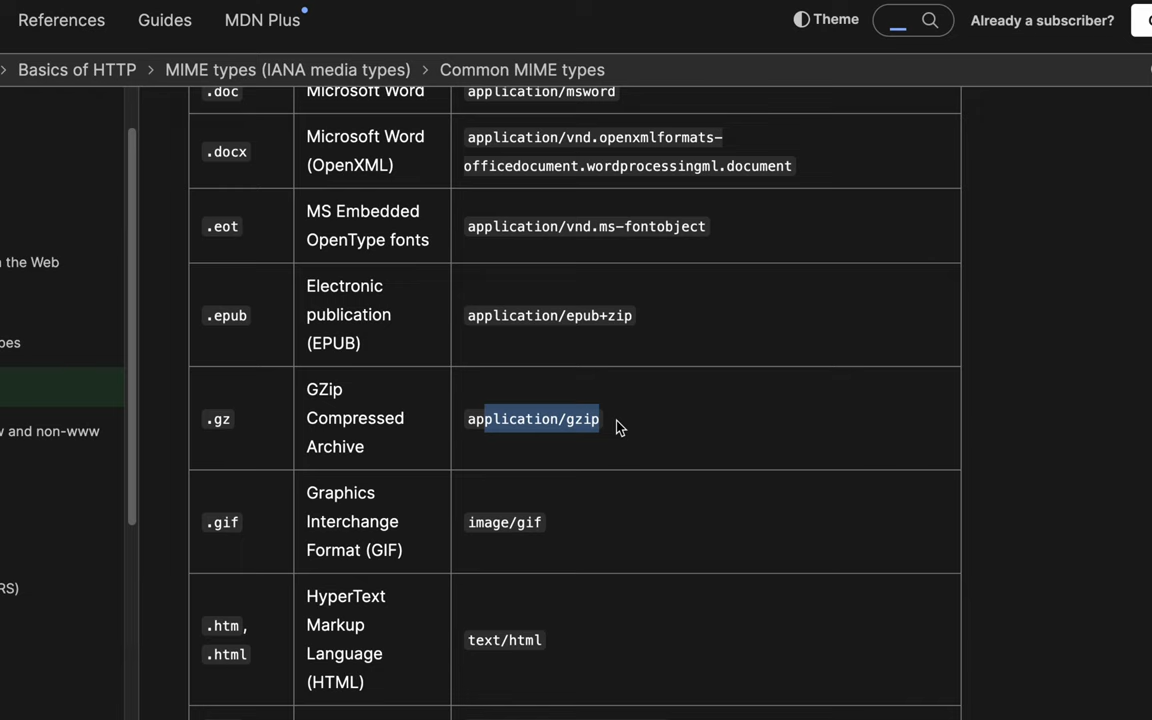 References Guides MDN Plus Theme Already a subscriber?
Basics of HTTP > MIME types (IANA media types) > Common MIME types
.doc Microsoft Word application/msword
.docx
Microsoft Word
(OpenXML)
application/vnd.openxmlformats-
officedocument.wordprocessingml.document
.eot
MS Embedded
OpenType fonts
application/vnd.ms-fontobject
the Web
.epub
Electronic
publication
(EPUB)
application/epub+zip
.gz
GZip
Compressed
Archive
application/gzip
and non-www
.gif
Graphics
Interchange
Format (GIF)
image/gif
.htm,
.html
HyperText
Markup
Language
(HTML)
text/html